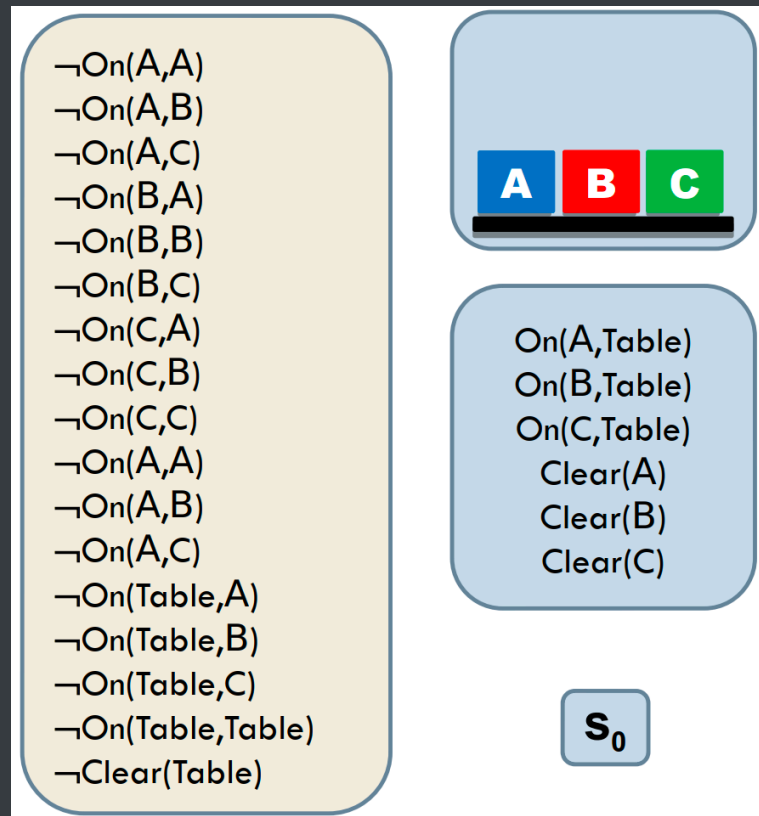 ¬On(A,A)
¬On(A,B)
¬On(A,C)
¬On(B,A)
¬On(B,B)
¬On(B,C)
¬On(C,A)
¬On(C,B)
¬On(C,C)
¬On(A,A)
¬On(A,B)
¬On(A,C)
¬On(Table,A)
¬On(Table,B)
¬On(Table,C)
¬On(Table,Table)
¬Clear(Table)
A B C
On(A,Table)
On(B,Table)
On(C,Table)
Clear(A)
Clear(B)
Clear(C)
S₀